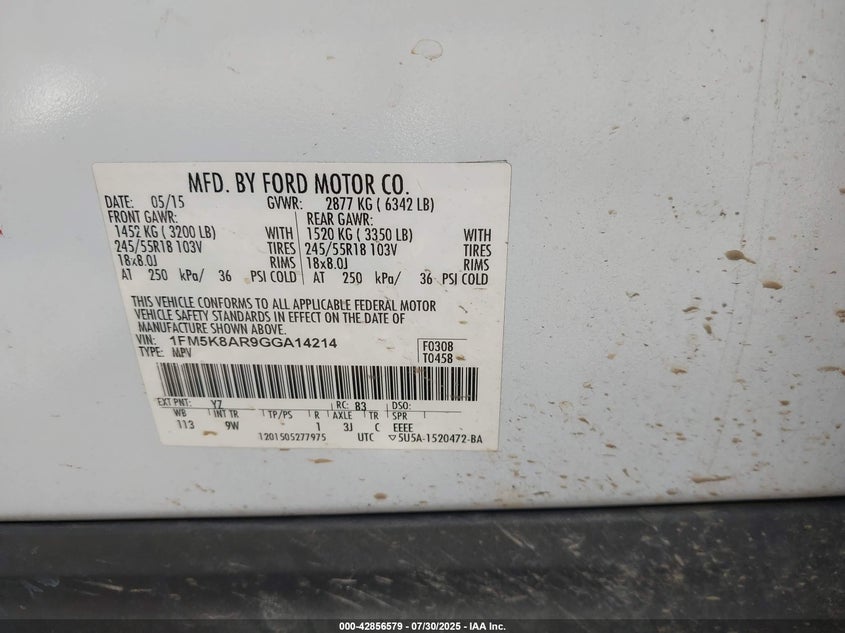 MFD. BY FORD MOTOR CO.
DATE: 05/15 GVWR: 2877 KG ( 6342 LB)
FRONT GAWR: REAR GAWR:
1452 KG ( 3200 LB) WITH 1520 KG ( 3350 LB) WITH
245/55R18 103V TIRES 245/55R18 103V TIRES
18x8.0J RIMS 18x8.0J RIMS
AT 250 kPa/ 36 PSI COLD AT 250 kPa/ 36 PSI COLD
THIS VEHICLE CONFORMS TO ALL APPLICABLE FEDERAL MOTOR
VEHICLE SAFETY STANDARDS IN EFFECT ON THE DATE OF
MANUFACTURE SHOWN ABOVE.
VIN: 1FM5K8AR9GGA14214 F0308
TYPE: MPV T0458
EXT PNT: YZ RC: 83 DSO:
WB INT TR TP/PS R AXLE TR SPR
113 9W 1 3J C EEEE
1201505277975 UTC ▽5U5A-1520472-BA
000-42856579 / 07/30/2025 - IAA Inc.